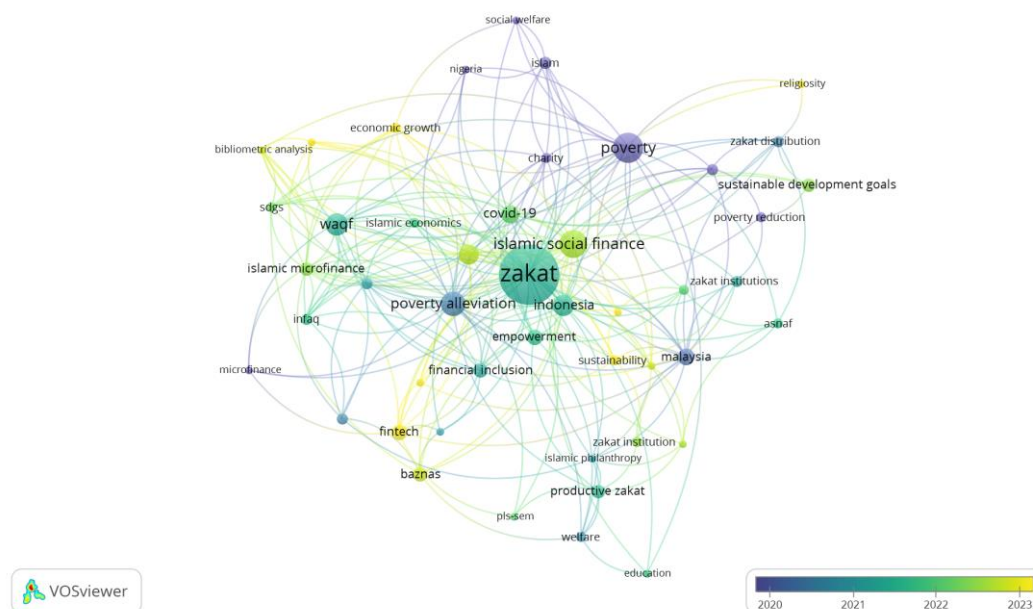 social welfare
islam
nigeria
religiosity
economic growth
bibliometric analysis
charity
poverty
zakat distribution
sustainable development goals
sdgs
waqf
islamic economics
covid-19
poverty reduction
islamic social finance
islamic microfinance
zakat
zakat institutions
infaq
poverty alleviation
indonesia
asnaf
empowerment
microfinance
financial inclusion
sustainability
malaysia
fintech
zakat institution
islamic philanthropy
baznas
productive zakat
pls-sem
welfare
education
VOSviewer
2020
2021
2022
2023